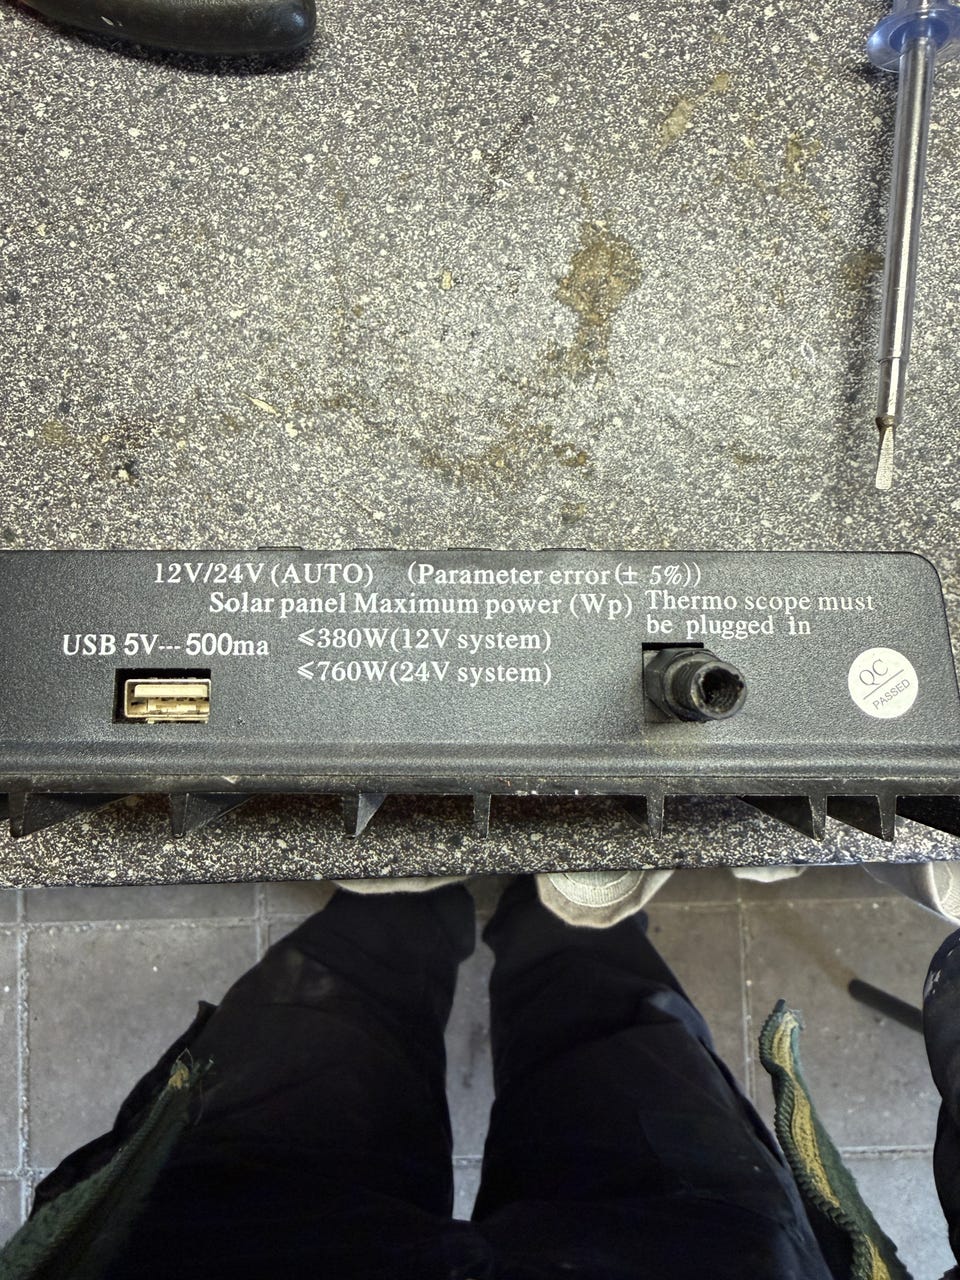 12V/24V (AUTO) (Parameter error (± 5%))
Solar panel Maximum power (Wp)
≤380W(12V system)
≤760W(24V system)
USB 5V--- 500ma
Thermo scope must
be plugged in
QC
PASSED